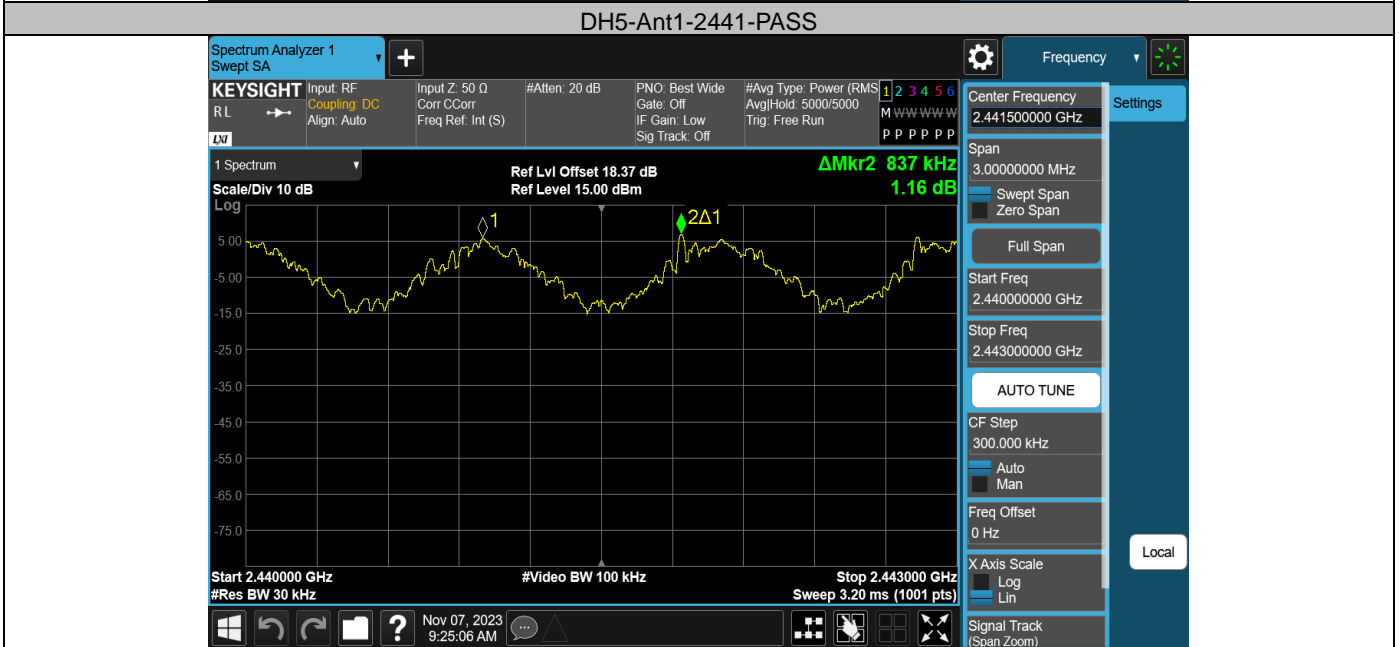 DH5-Ant1-2441-PASS
Spectrum Analyzer 1
Swept SA
+
Frequency
KEYSIGHT
R L
LXI
Input: RF
Coupling: DC
Align: Auto
Input Z: 50 Ω
Corr CCorr
Freq Ref: Int (S)
#Atten: 20 dB
PNO: Best Wide
Gate: Off
IF Gain: Low
Sig Track: Off
#Avg Type: Power (RMS
Avg|Hold: 5000/5000
Trig: Free Run
1 2 3 4 5 6
M W W W W W
P P P P P P
Center Frequency
2.441500000 GHz
Settings
Span
3.00000000 MHz
Swept Span
Zero Span
Full Span
Start Freq
2.440000000 GHz
Stop Freq
2.443000000 GHz
AUTO TUNE
CF Step
300.000 kHz
Auto
Man
Freq Offset
0 Hz
X Axis Scale
Log
Lin
Signal Track
(Span Zoom)
Local
1 Spectrum
Scale/Div 10 dB
Ref Lvl Offset 18.37 dB
Ref Level 15.00 dBm
ΔMkr2 837 kHz
1.16 dB
Log
1
2Δ1
5.00
-5.00
-15.0
-25.0
-35.0
-45.0
-55.0
-65.0
-75.0
Start 2.440000 GHz
#Video BW 100 kHz
Stop 2.443000 GHz
#Res BW 30 kHz
Sweep 3.20 ms (1001 pts)
?
Nov 07, 2023
9:25:06 AM